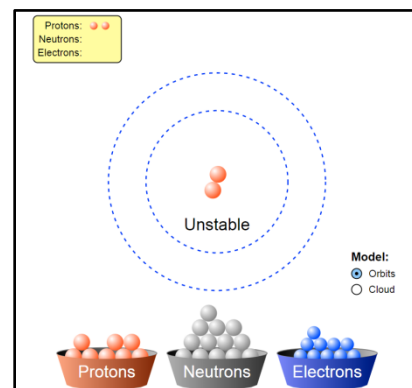 Protons:
Neutrons:
Electrons:
Unstable
Model:
Orbits
Cloud
Protons
Neutrons
Electrons